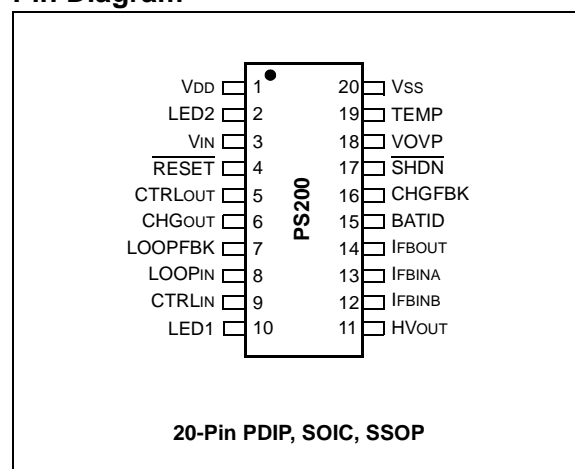 VDD 1 20 VSS
LED2 2 19 TEMP
VIN 3 18 VOVP
RESET 4 17 SHDN
CTRLOUT 5 16 CHGFBK
CHGOUT 6 15 BATID
LOOPFBK 7 14 IFBOUT
LOOPIN 8 13 IFBINA
CTRLIN 9 12 IFBINB
LED1 10 11 HVOUT
PS200
20-Pin PDIP, SOIC, SSOP